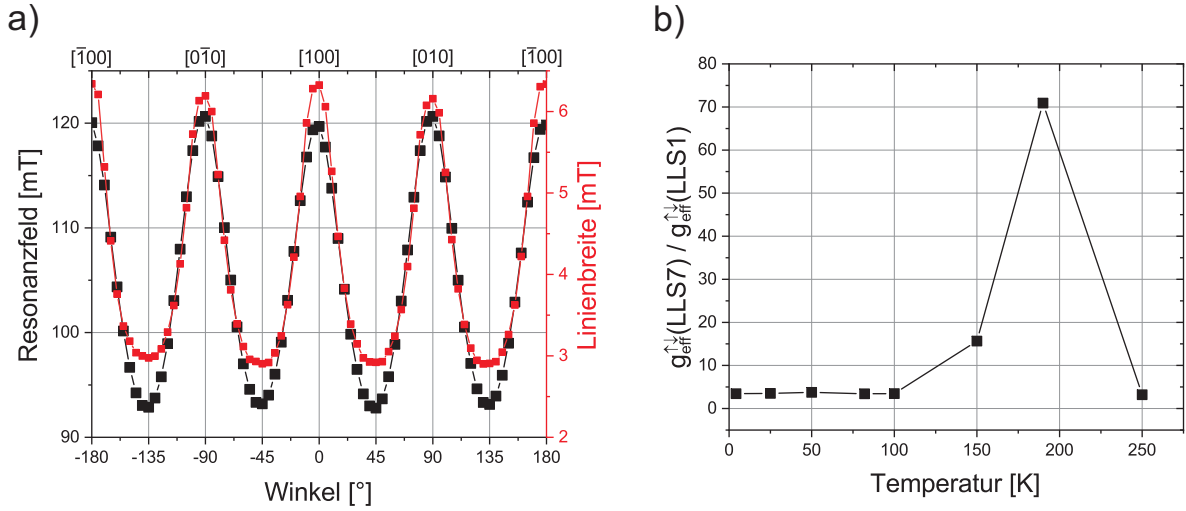 a)
[1̅00] [01̅0] [100] [010] [1̅00]
120
110
100
90
Resonanzfeld [mT]
6
5
4
3
2
Linienbreite [mT]
-180 -135 -90 -45 0 45 90 135 180
Winkel [°]
b)
80
70
60
50
40
30
20
10
0
g↑↓eff(LLS7) / g↑↓eff(LLS1)
0 50 100 150 200 250
Temperatur [K]